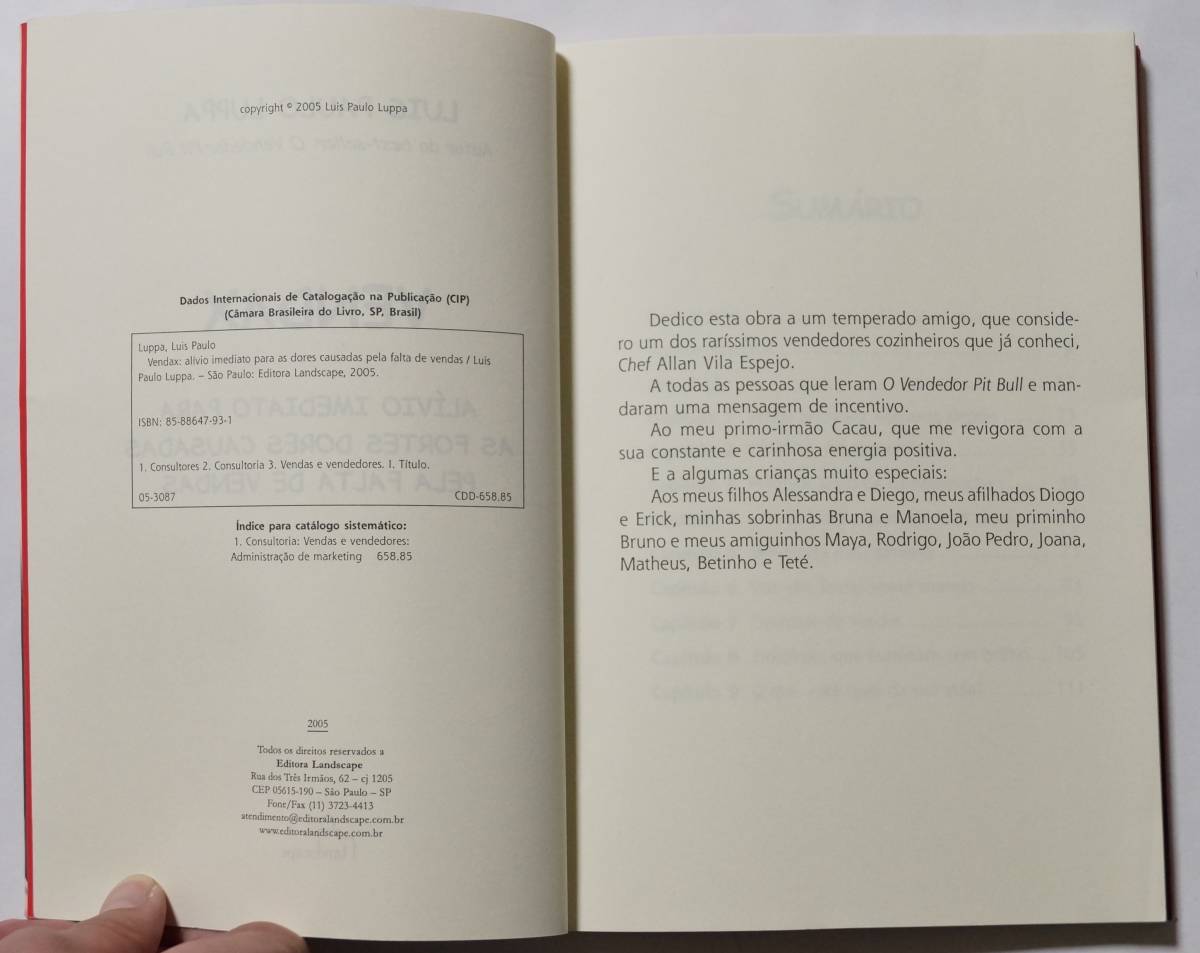 copyright © 2005 Luis Paulo Luppa
Dados Internacionais de Catalogação na Publicação (CIP)
(Câmara Brasileira do Livro, SP, Brasil)
Luppa, Luis Paulo
Vendax: alívio imediato para as dores causadas pela falta de vendas / Luis
Paulo Luppa. – São Paulo: Editora Landscape, 2005.
ISBN: 85-88647-93-1
1. Consultores 2. Consultoria 3. Vendas e vendedores. I. Título.
05-3087 CDD-658.85
Índice para catálogo sistemático:
1. Consultoria: Vendas e vendedores:
Administração de marketing 658.85
2005
Todos os direitos reservados a
Editora Landscape
Rua dos Três Irmãos, 62 – cj 1205
CEP 05615-190 – São Paulo – SP
Fone/Fax (11) 3723-4413
atendimento@editoralandscape.com.br
www.editoralandscape.com.br
Dedico esta obra a um temperado amigo, que conside-
ro um dos raríssimos vendedores cozinheiros que já conheci,
Chef Allan Vila Espejo.
A todas as pessoas que leram O Vendedor Pit Bull e man-
daram uma mensagem de incentivo.
Ao meu primo-irmão Cacau, que me revigora com a
sua constante e carinhosa energia positiva.
E a algumas crianças muito especiais:
Aos meus filhos Alessandra e Diego, meus afilhados Diogo
e Erick, minhas sobrinhas Bruna e Manoela, meu priminho
Bruno e meus amiguinhos Maya, Rodrigo, João Pedro, Joana,
Matheus, Betinho e Teté.